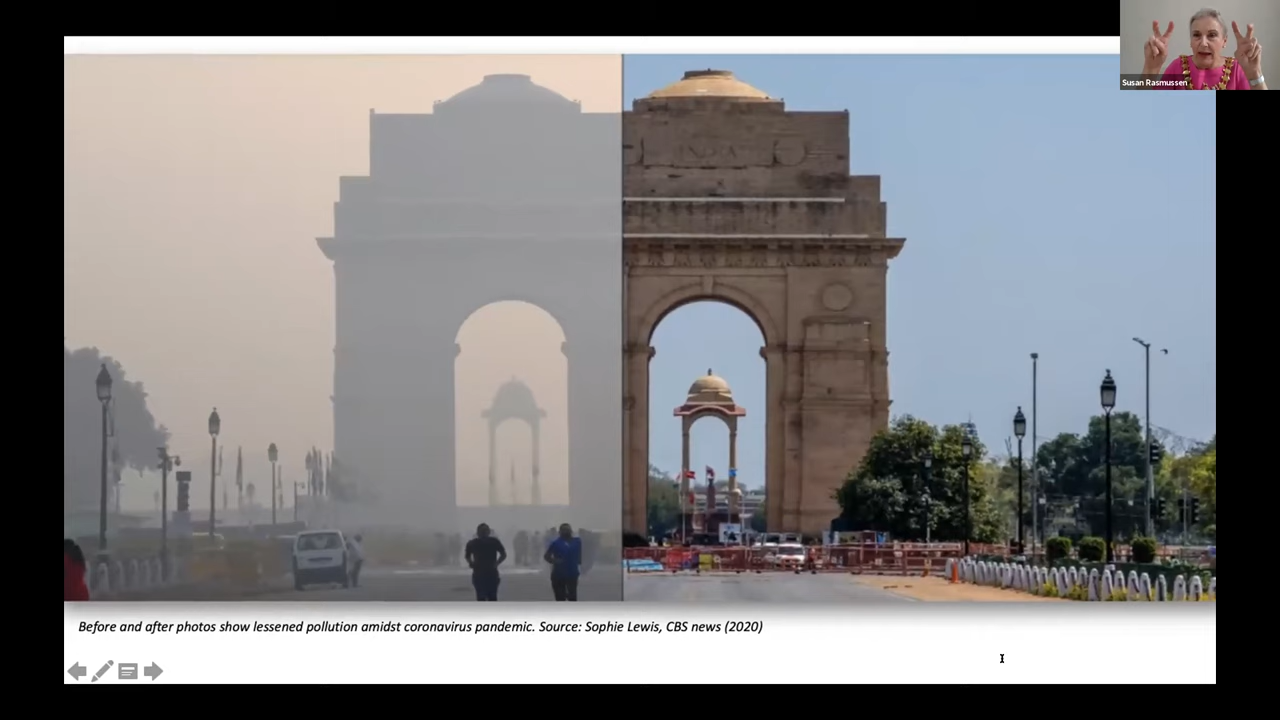 Susan Rasmussen
INDIA
Before and after photos show lessened pollution amidst coronavirus pandemic. Source: Sophie Lewis, CBS news (2020)